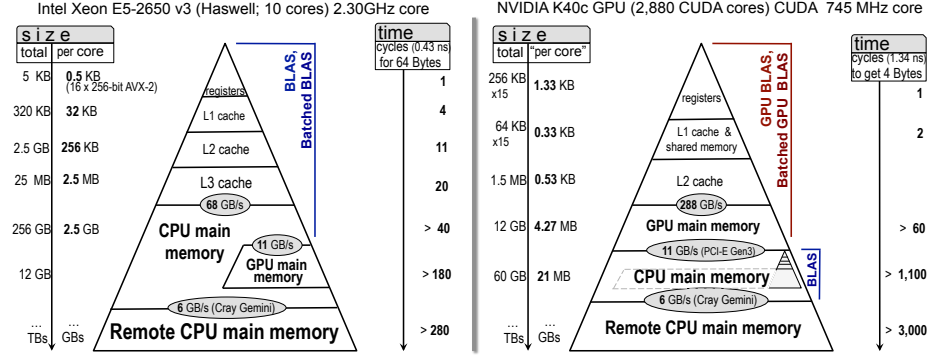 Intel Xeon E5-2650 v3 (Haswell; 10 cores) 2.30GHz core
size
total per core
time
cycles (0.43 ns)
for 64 Bytes
BLAS,
Batched BLAS
5 KB 0.5 KB
(16 x 256-bit AVX-2)
registers
1
320 KB 32 KB
L1 cache
4
2.5 GB 256 KB
L2 cache
11
25 MB 2.5 MB
L3 cache
20
68 GB/s
256 GB 2.5 GB
CPU main
memory
> 40
11 GB/s
12 GB
GPU main
memory
> 180
6 GB/s (Cray Gemini)
... ...
TBs GBs
Remote CPU main memory
> 280
NVIDIA K40c GPU (2,880 CUDA cores) CUDA 745 MHz core
size
total "per core"
time
cycles (1.34 ns)
to get 4 Bytes
GPU BLAS,
Batched GPU BLAS
256 KB
x15
1.33 KB
registers
1
64 KB
x15
0.33 KB
L1 cache &
shared memory
2
1.5 MB 0.53 KB
L2 cache
288 GB/s
12 GB 4.27 MB
GPU main memory
> 60
11 GB/s (PCI-E Gen3)
BLAS
60 GB 21 MB
CPU main memory
> 1,100
6 GB/s (Cray Gemini)
... ...
TBs GBs
Remote CPU main memory
> 3,000